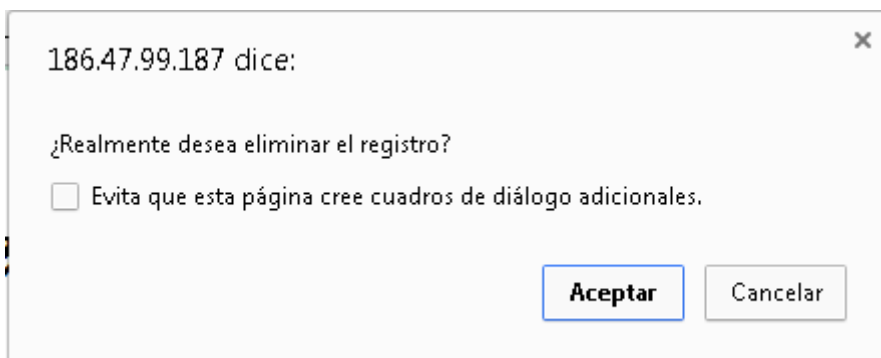 186.47.99.187 dice:
¿Realmente desea eliminar el registro?
Evita que esta página cree cuadros de diálogo adicionales.
Aceptar Cancelar